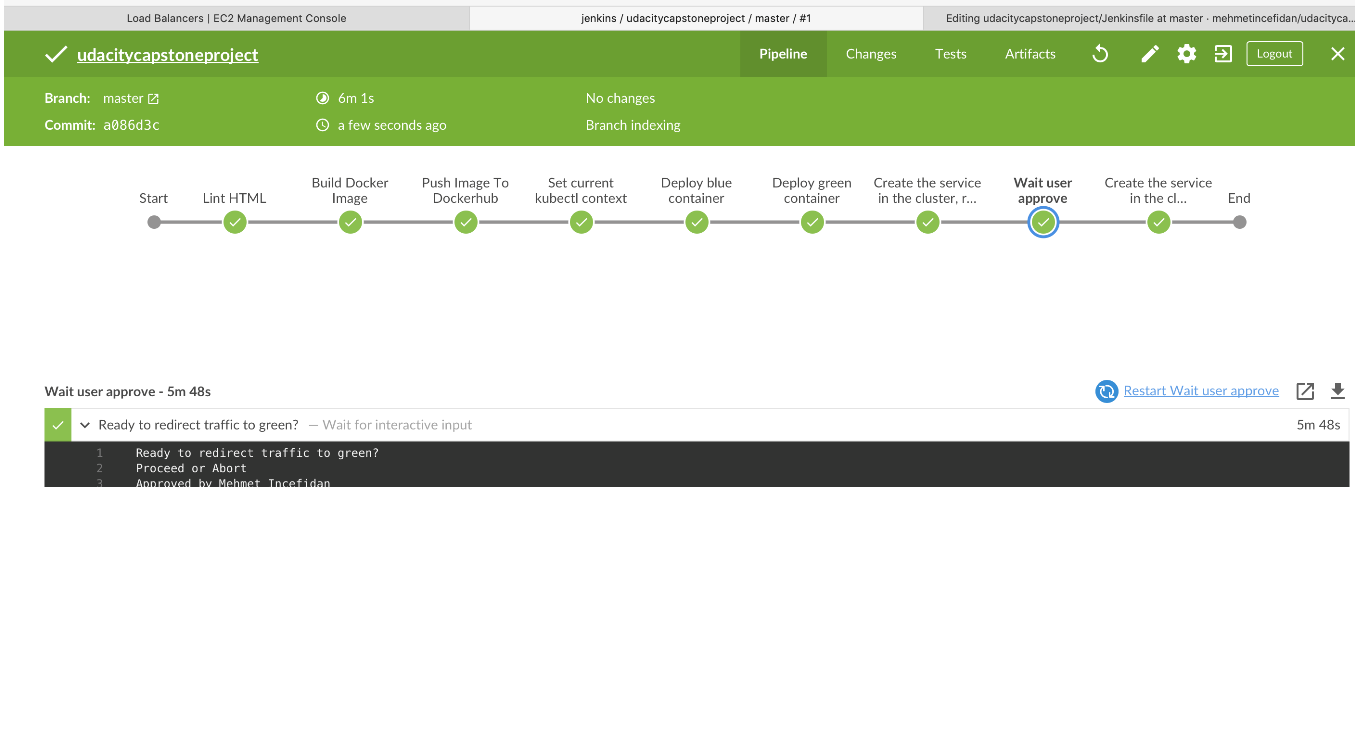 Load Balancers | EC2 Management Console
jenkins / udacitycapstoneproject / master / #1
Editing udacitycapstoneproject/Jenkinsfile at master · mehmetincefidan/udacityca...
udacitycapstoneproject
Pipeline
Changes
Tests
Artifacts
Logout
Branch: master
6m 1s
No changes
Commit: a086d3c
a few seconds ago
Branch indexing
Start
Lint HTML
Build Docker
Image
Push Image To
Dockerhub
Set current
kubectl context
Deploy blue
container
Deploy green
container
Create the service
in the cluster, r...
Wait user
approve
Create the service
in the cl...
End
Wait user approve - 5m 48s
Restart Wait user approve
Ready to redirect traffic to green? — Wait for interactive input
5m 48s
1 Ready to redirect traffic to green?
2 Proceed or Abort
3 Approved by Mehmet Incefidan